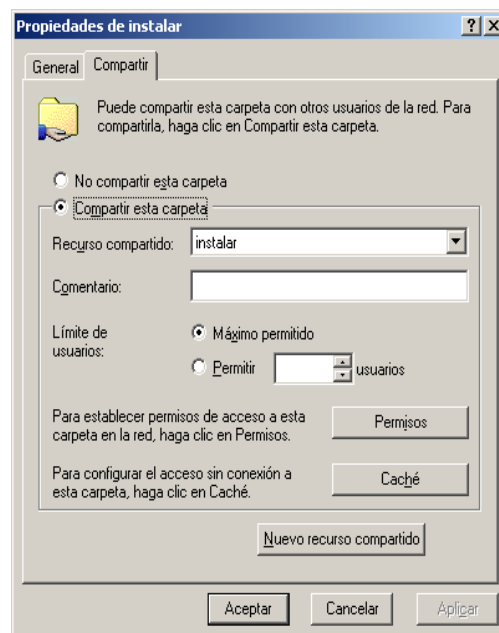 Propiedades de instalar
General Compartir
Puede compartir esta carpeta con otros usuarios de la red. Para
compartirla, haga clic en Compartir esta carpeta.
No compartir esta carpeta
Compartir esta carpeta
Recurso compartido: instalar
Comentario:
Límite de
usuarios:
Máximo permitido
Permitir usuarios
Para establecer permisos de acceso a esta
carpeta en la red, haga clic en Permisos.
Permisos
Para configurar el acceso sin conexión a
esta carpeta, haga clic en Caché.
Caché
Nuevo recurso compartido
Aceptar Cancelar Aplicar